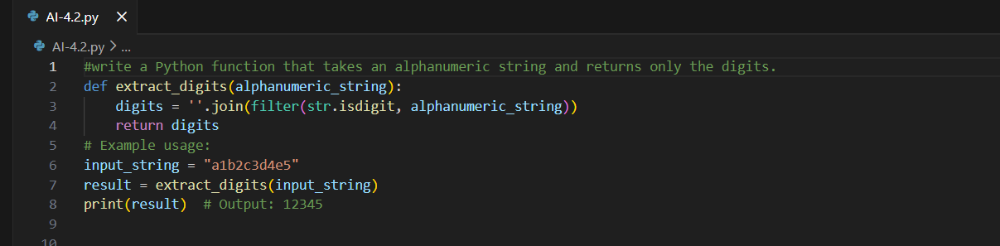 AI-4.2.py ×
AI-4.2.py > ...
1 #write a Python function that takes an alphanumeric string and returns only the digits.
2 def extract_digits(alphanumeric_string):
3     digits = ''.join(filter(str.isdigit, alphanumeric_string))
4     return digits
5 # Example usage:
6 input_string = "a1b2c3d4e5"
7 result = extract_digits(input_string)
8 print(result)  # Output: 12345
9
10